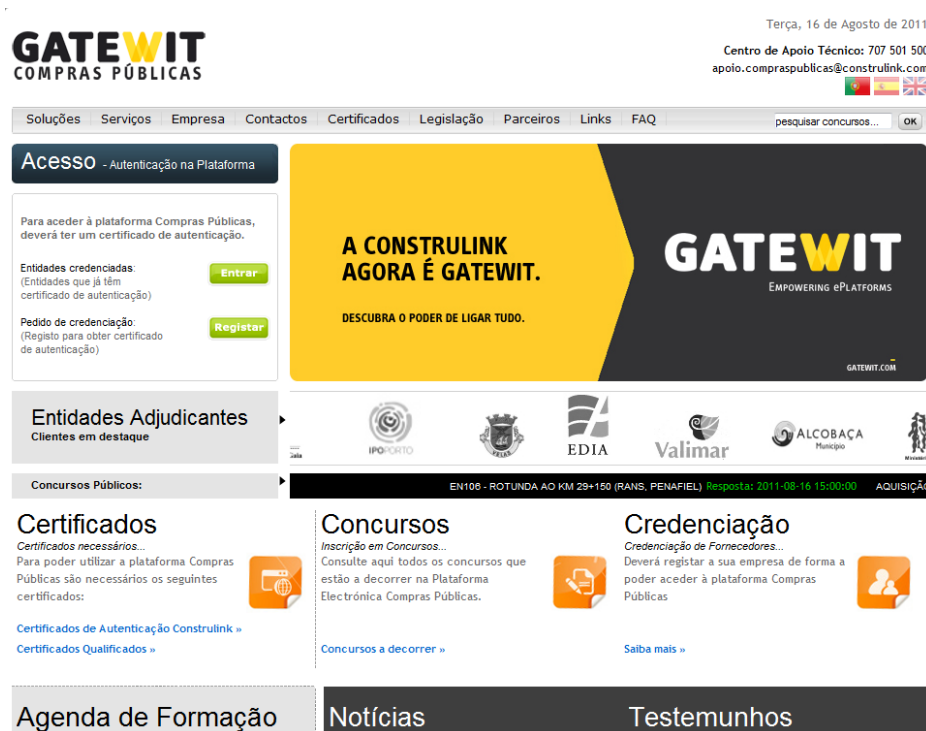 Terça, 16 de Agosto de 2011
GATEWIT
COMPRAS PÚBLICAS
Centro de Apoio Técnico: 707 501 500
apoio.compraspublicas@construlink.com
Soluções Serviços Empresa Contactos Certificados Legislação Parceiros Links FAQ pesquisar concursos... OK
Acesso - Autenticação na Plataforma
Para aceder à plataforma Compras Públicas,
deverá ter um certificado de autenticação.
Entidades credenciadas:
(Entidades que já têm
certificado de autenticação)
Entrar
Pedido de credenciação:
(Registo para obter certificado
de autenticação)
Registar
A CONSTRULINK
AGORA É GATEWIT.
DESCUBRA O PODER DE LIGAR TUDO.
GATEWIT
EMPOWERING EPLATFORMS
GATEWIT.COM
Entidades Adjudicantes
Clientes em destaque
Gaia
IPOPORTO
VELAS
EDIA
Valimar
ALCOBAÇA
Município
Concursos Públicos:
EN106 - ROTUNDA AO KM 29+150 (RANS, PENAFIEL) Resposta: 2011-08-16 15:00:00 AQUISIÇÃO
Certificados
Certificados necessários...
Para poder utilizar a plataforma Compras
Públicas são necessários os seguintes
certificados:
Certificados de Autenticação Construlink »
Certificados Qualificados »
Concursos
Inscrição em Concursos...
Consulte aqui todos os concursos que
estão a decorrer na Plataforma
Electrónica Compras Públicas.
Concursos a decorrer »
Credenciação
Credenciação de Fornecedores...
Deverá registar a sua empresa de forma a
poder aceder à plataforma Compras
Públicas
Saiba mais »
Agenda de Formação
Notícias
Testemunhos